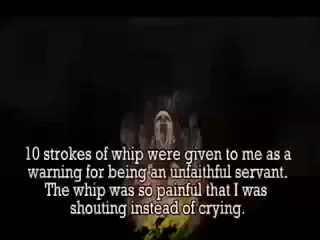 10 strokes of whip were given to me as a
warning for being an unfaithful servant.
The whip was so painful that I was
shouting instead of crying.